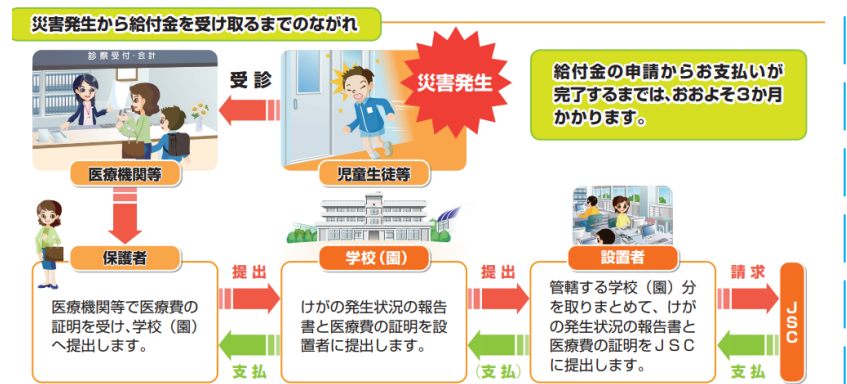 災害発生から給付金を受け取るまでのながれ
診察受付・会計
受診
災害発生
給付金の申請からお支払いが
完了するまでは、おおよそ3か月
かかります。
医療機関等
児童生徒等
保護者
学校（園）
設置者
医療機関等で医療費の
証明を受け、学校（園）
へ提出します。
提出
支払
けがの発生状況の報告
書と医療費の証明を設
置者に提出します。
提出
（支払）
管轄する学校（園）分
を取りまとめて、けが
の発生状況の報告書と
医療費の証明をＪＳＣ
に提出します。
請求
支払
ＪＳＣ